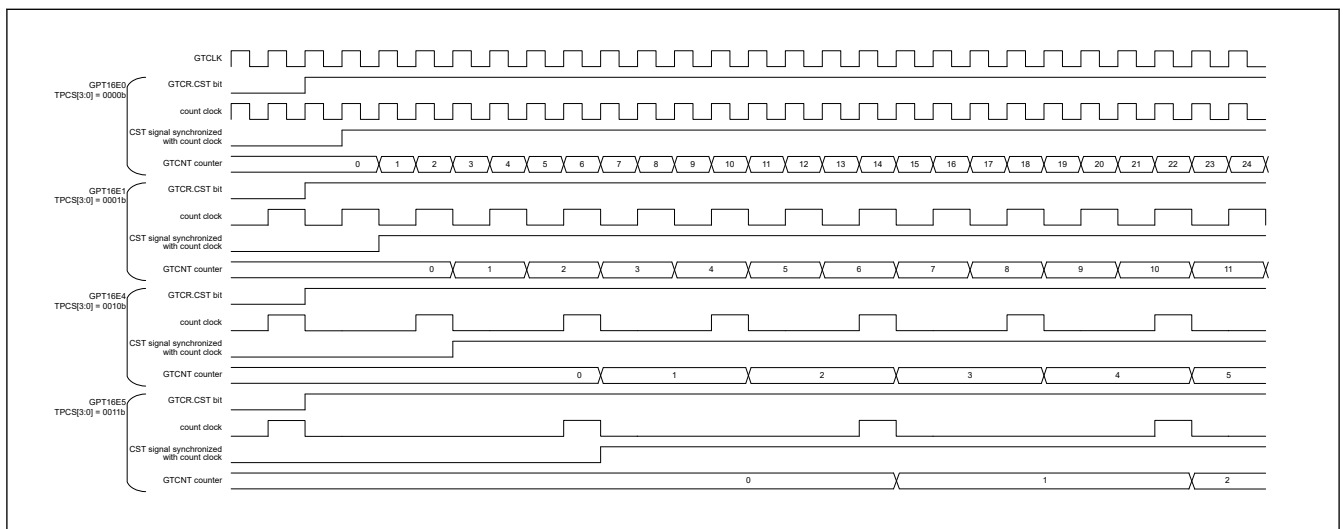 GTCLK
GPT16E0
TPCS[3:0] = 0000b
GTCR.CST bit
count clock
CST signal synchronized
with count clock
GTCNT counter
0 1 2 3 4 5 6 7 8 9 10 11 12 13 14 15 16 17 18 19 20 21 22 23 24
GPT16E1
TPCS[3:0] = 0001b
GTCR.CST bit
count clock
CST signal synchronized
with count clock
GTCNT counter
0 1 2 3 4 5 6 7 8 9 10 11
GPT16E4
TPCS[3:0] = 0010b
GTCR.CST bit
count clock
CST signal synchronized
with count clock
GTCNT counter
0 1 2 3 4 5
GPT16E5
TPCS[3:0] = 0011b
GTCR.CST bit
count clock
CST signal synchronized
with count clock
GTCNT counter
0 1 2